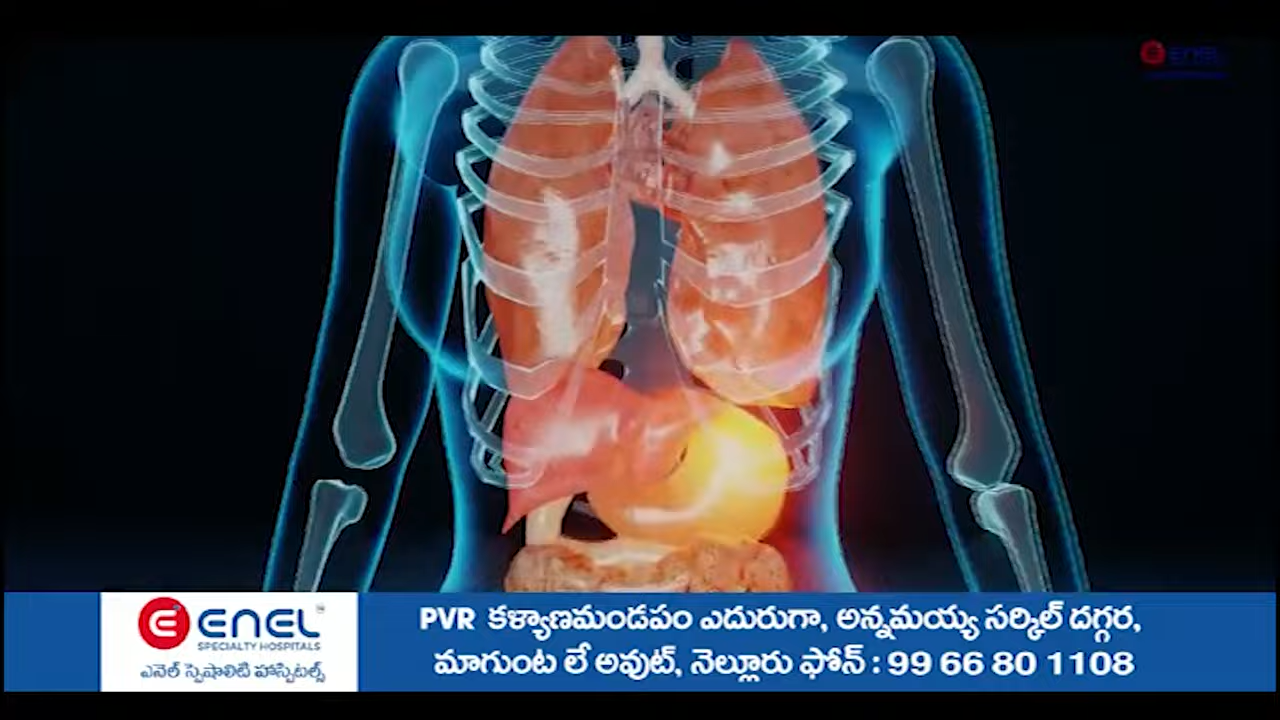 ENEL
ENEL
SPECIALTY HOSPITALS
ఎనెల్ స్పెషాలిటి హాస్పిటల్స్
PVR కళ్యాణమండపం ఎదురుగా, అన్నమయ్య సర్కిల్ దగ్గర,
మాగుంట లే అవుట్, నెల్లూరు ఫోన్ : 99 66 80 1108